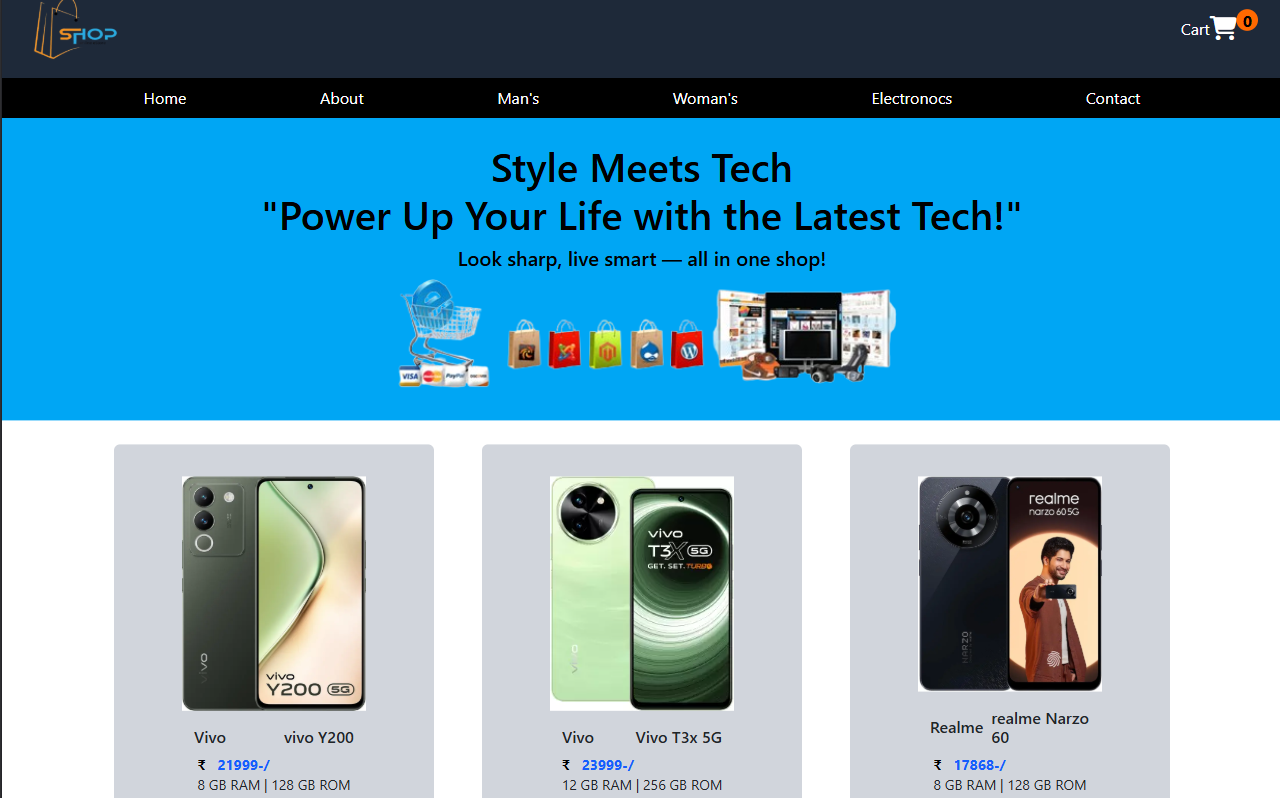 SHOP
Cart 0
Home About Man's Woman's Electronocs Contact
Style Meets Tech
"Power Up Your Life with the Latest Tech!"
Look sharp, live smart — all in one shop!
VISA MasterCard PayPal
vivo
vivo
Y200 5G
vivo
vivo
T3X 5G
GET. SET. TURBO
NARZO
realme
narzo 60 5G
Vivo vivo Y200
₹ 21999-/
8 GB RAM | 128 GB ROM
Vivo Vivo T3x 5G
₹ 23999-/
12 GB RAM | 256 GB ROM
Realme realme Narzo
60
₹ 17868-/
8 GB RAM | 128 GB ROM